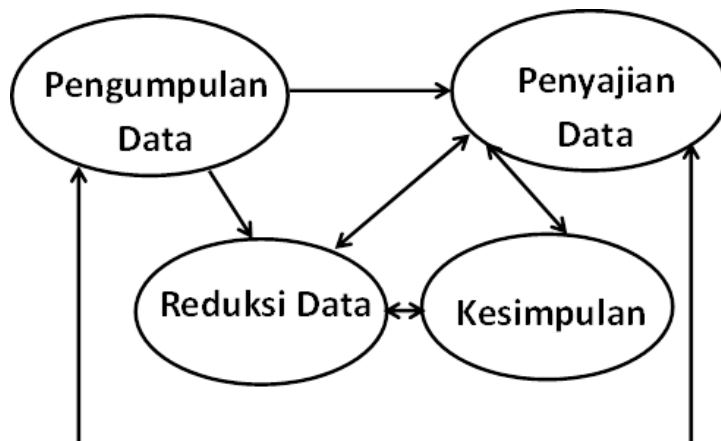 Pengumpulan
Data
Penyajian
Data
Reduksi Data
Kesimpulan